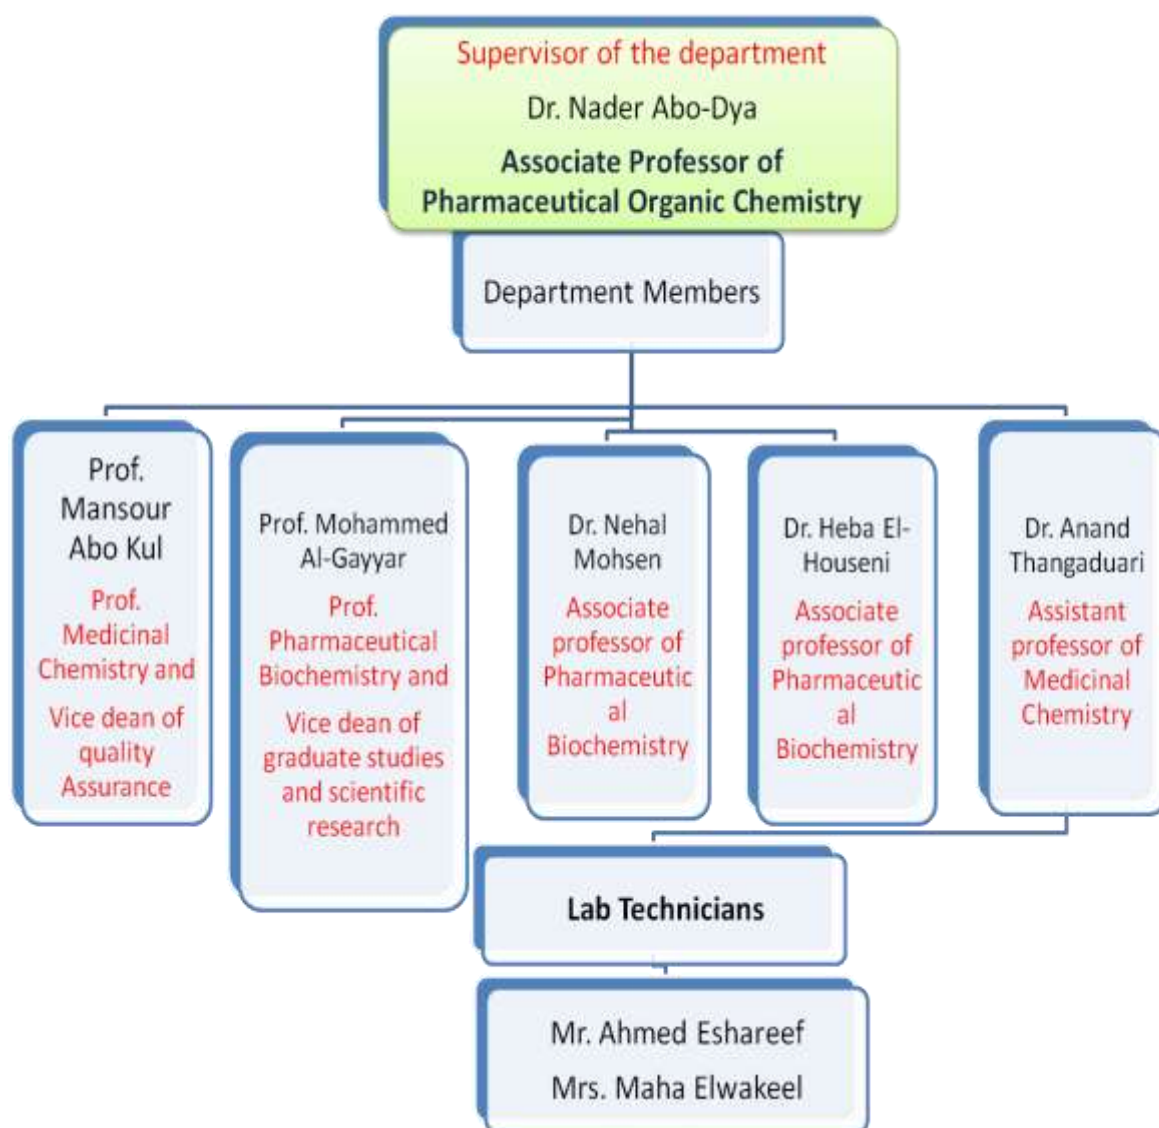 Supervisor of the department
Dr. Nader Abo-Dya
Associate Professor of
Pharmaceutical Organic Chemistry
Department Members
Prof.
Mansour
Abo Kul
Prof.
Medicinal
Chemistry and
Vice dean of
quality
Assurance
Prof. Mohammed
Al-Gayyar
Prof.
Pharmaceutical
Biochemistry and
Vice dean of
graduate studies
and scientific
research
Dr. Nehal
Mohsen
Associate
professor of
Pharmaceutic
al
Biochemistry
Dr. Heba El-
Houseni
Associate
professor of
Pharmaceutic
al
Biochemistry
Dr. Anand
Thangaduari
Assistant
professor of
Medicinal
Chemistry
Lab Technicians
Mr. Ahmed Eshareef
Mrs. Maha Elwakeel